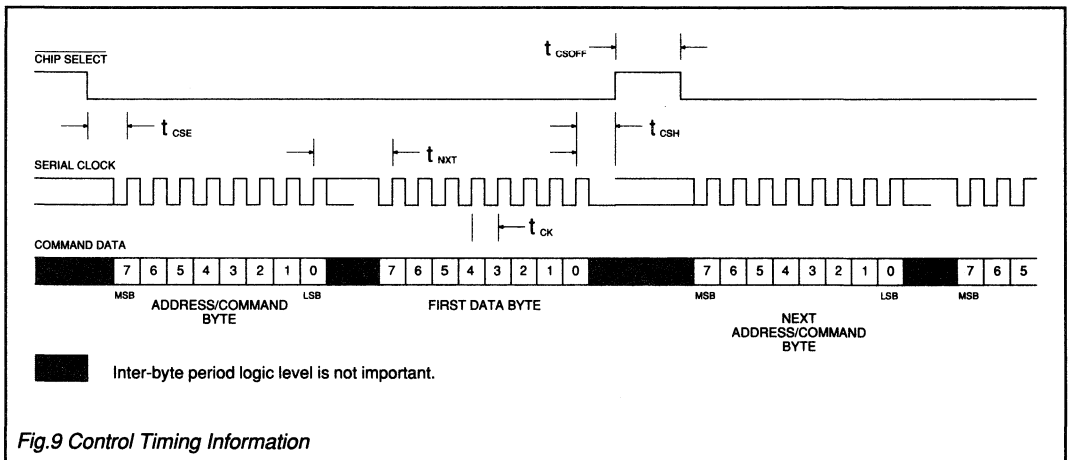 t CSOFF
CHIP SELECT
t CSE
t CSH
t NXT
SERIAL CLOCK
t CK
COMMAND DATA
7 6 5 4 3 2 1 0 7 6 5 4 3 2 1 0 7 6 5 4 3 2 1 0 7 6 5
MSB LSB MSB LSB MSB
ADDRESS/COMMAND
BYTE
FIRST DATA BYTE
NEXT
ADDRESS/COMMAND
BYTE
Inter-byte period logic level is not important.
Fig.9 Control Timing Information